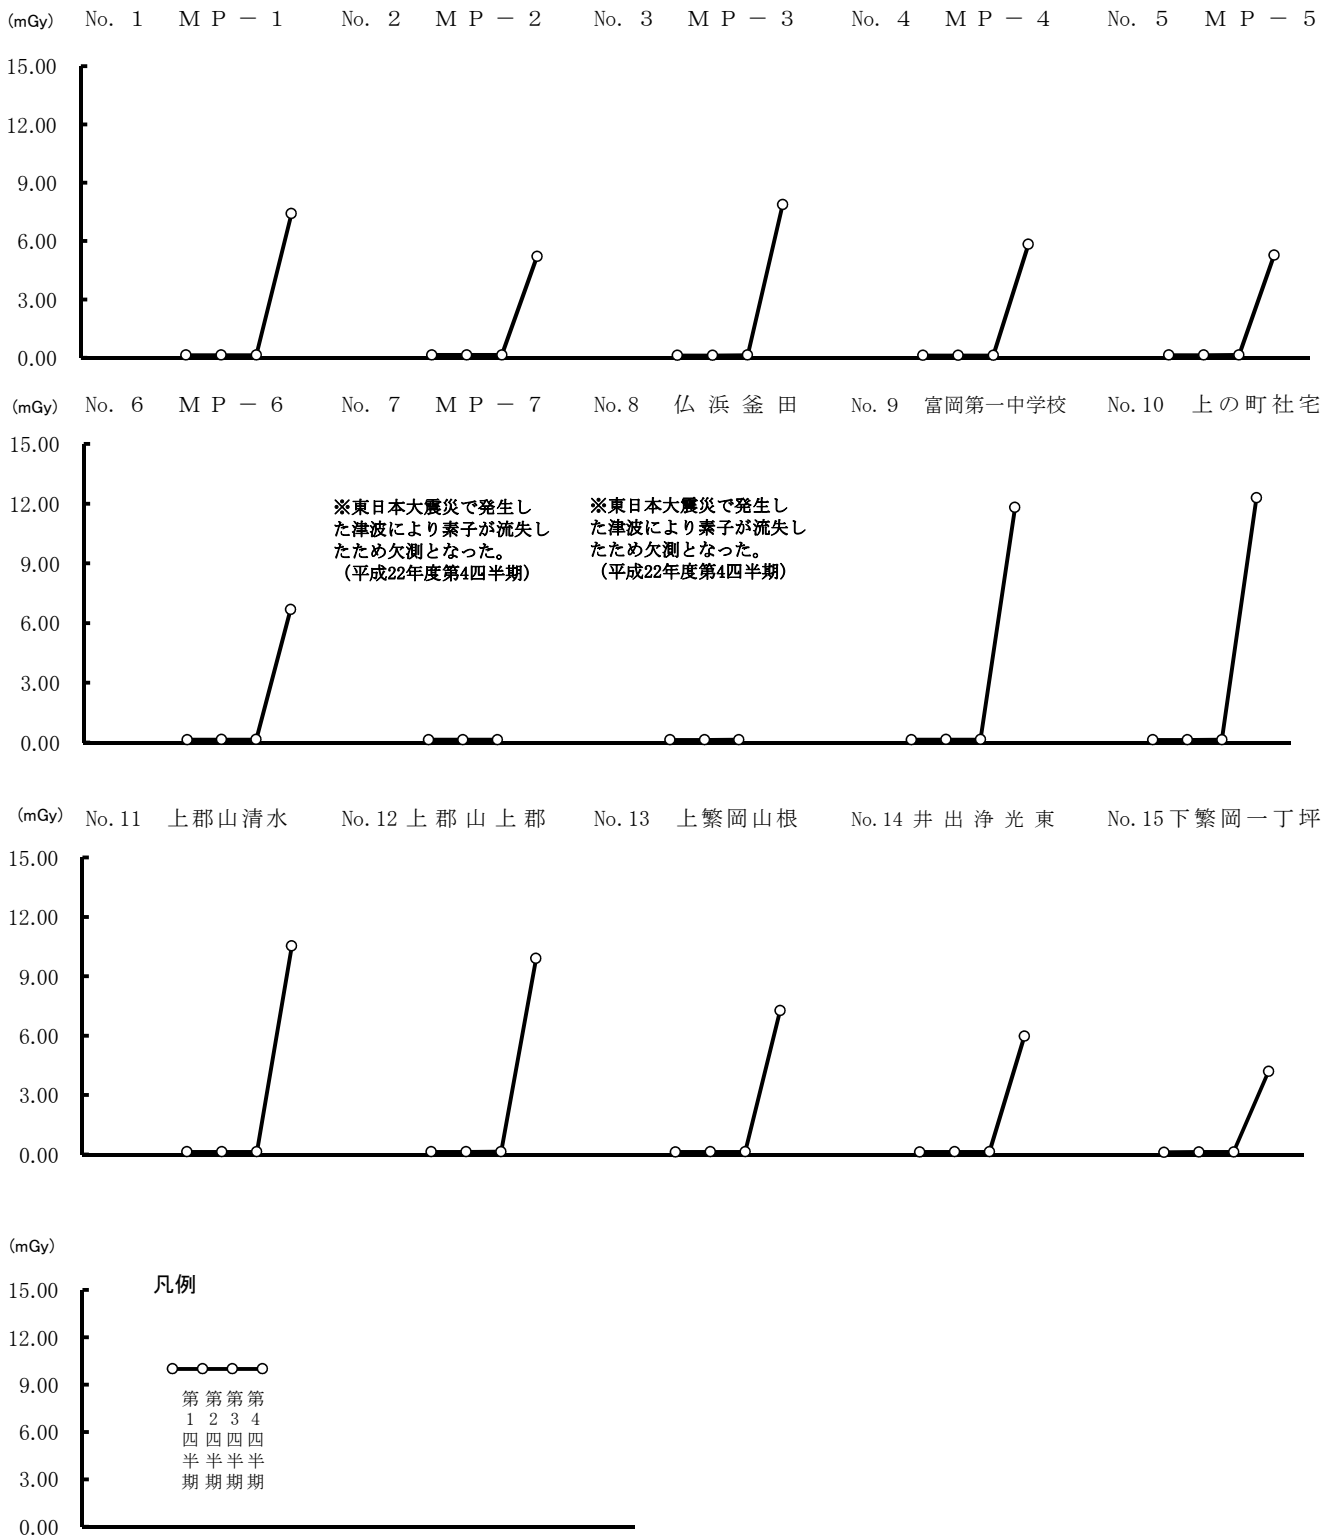 (mGy) No. 1 ＭＰ－１ No. 2 ＭＰ－２ No. 3 ＭＰ－３ No. 4 ＭＰ－４ No. 5 ＭＰ－５
15.00
12.00
9.00
6.00
3.00
0.00
(mGy) No. 6 ＭＰ－６ No. 7 ＭＰ－７ No.8 仏浜釜田 No. 9 富岡第一中学校 No.10 上の町社宅
15.00
12.00
9.00
6.00
3.00
0.00
※東日本大震災で発生し
た津波により素子が流失し
たため欠測となった。
（平成22年度第4四半期）
※東日本大震災で発生し
た津波により素子が流失し
たため欠測となった。
（平成22年度第4四半期）
(mGy) No.11 上郡山清水 No.12 上郡山上郡 No.13 上繁岡山根 No.14 井出浄光東 No.15 下繁岡一丁坪
15.00
12.00
9.00
6.00
3.00
0.00
(mGy)
15.00
12.00
9.00
6.00
3.00
0.00
凡例
第1四半期
第2四半期
第3四半期
第4四半期